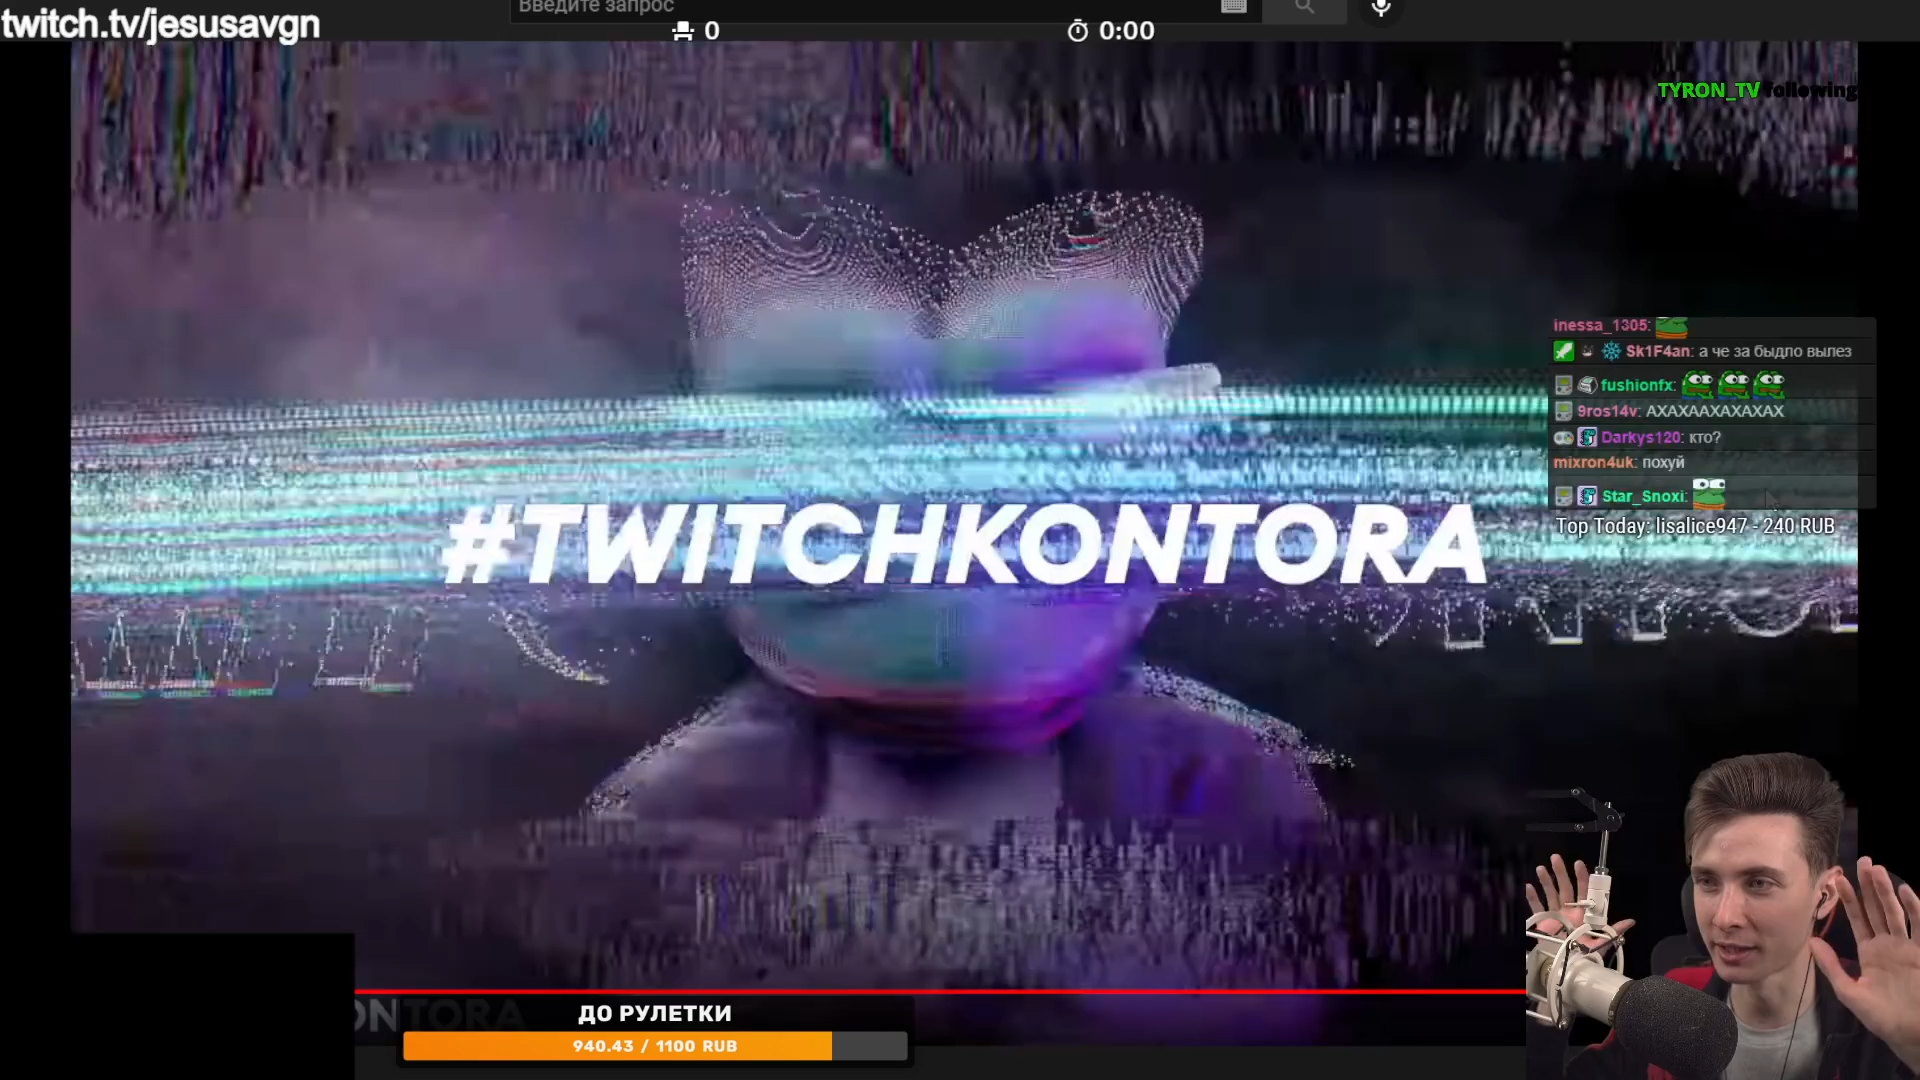 twitch.tv/jesusavgn
Введите запрос
0
0:00
TYRON_TV following
inessa_1305:
Sk1F4an: а че за быдло вылез
fushionfx:
9ros14v: АХАХААХАХАХАХ
Darkys120: кто?
mixron4uk: похуй
Star_Snoxi:
Top Today: lisalice947 - 240 RUB
#TWITCHKONTORA
ONTORA
ДО РУЛЕТКИ
940.43 / 1100 RUB